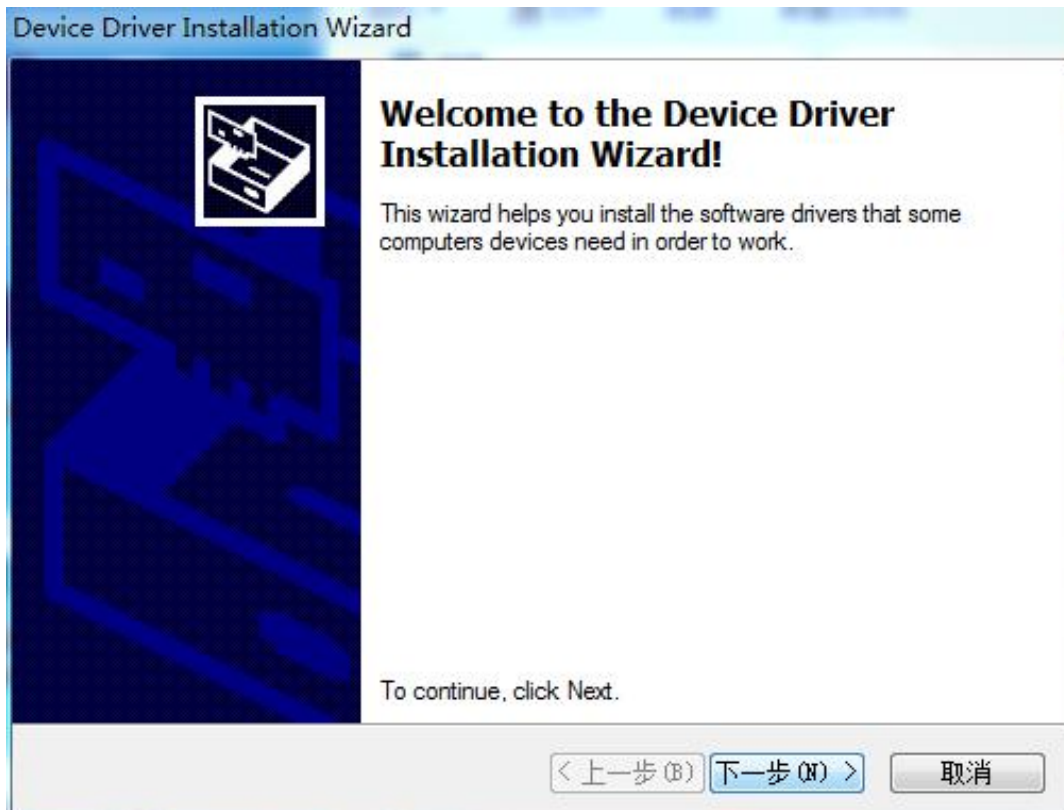 Device Driver Installation Wizard
Welcome to the Device Driver
Installation Wizard!
This wizard helps you install the software drivers that some
computers devices need in order to work.
To continue, click Next.
< 上一步(B) 下一步(N) > 取消